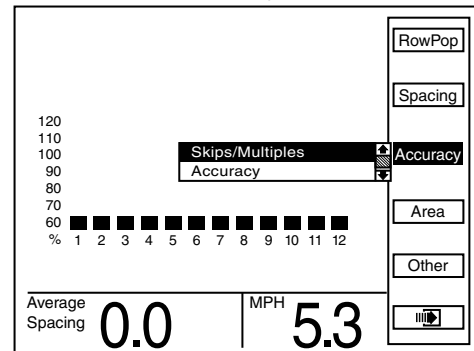 RowPop
Spacing
120
110
100
90
80
70
60
% 1 2 3 4 5 6 7 8 9 10 11 12
Skips/Multiples
Accuracy
Accuracy
Area
Other
Average
Spacing 0.0
MPH 5.3